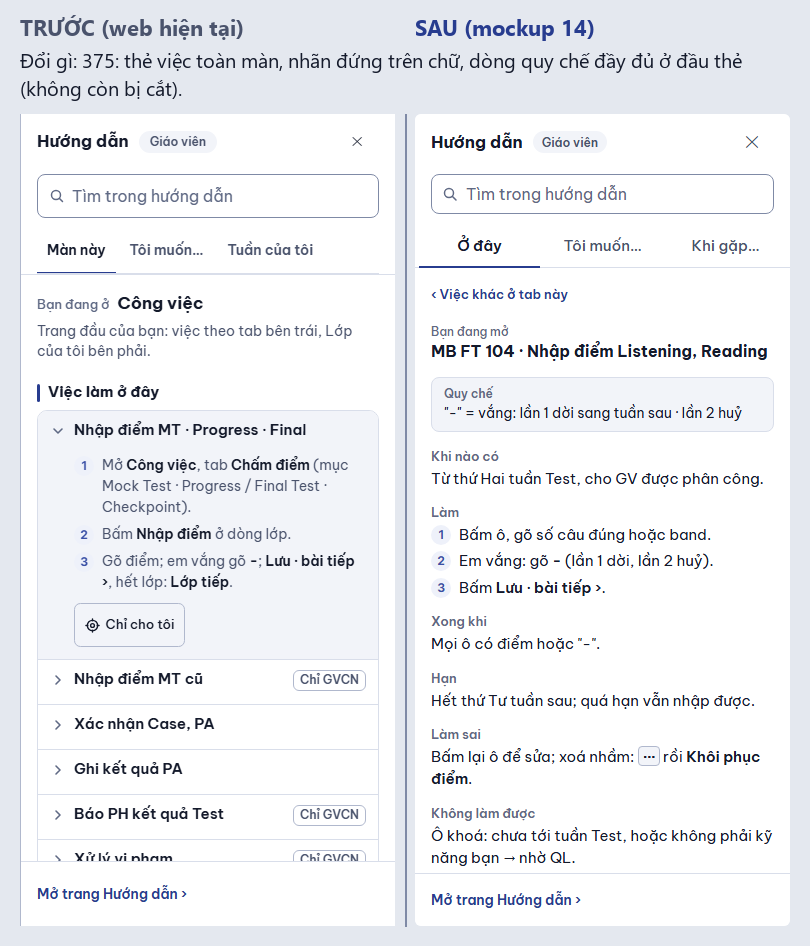 TRƯỚC (web hiện tại)
SAU (mockup 14)
Đổi gì: 375: thẻ việc toàn màn, nhãn đứng trên chữ, dòng quy chế đầy đủ ở đầu thẻ
(không còn bị cắt).
Hướng dẫn Giáo viên ×
Tìm trong hướng dẫn
Màn này Tôi muốn... Tuần của tôi
Bạn đang ở Công việc
Trang đầu của bạn: việc theo tab bên trái, Lớp
của tôi bên phải.
Việc làm ở đây
Nhập điểm MT · Progress · Final
1 Mở Công việc, tab Chấm điểm (mục
Mock Test · Progress / Final Test ·
Checkpoint).
2 Bấm Nhập điểm ở dòng lớp.
3 Gõ điểm; em vắng gõ -; Lưu · bài tiếp
›, hết lớp: Lớp tiếp.
Chỉ cho tôi
Nhập điểm MT cũ Chỉ GVCN
Xác nhận Case, PA
Ghi kết quả PA
Báo PH kết quả Test Chỉ GVCN
Xử lý vi phạm Chỉ GVCN
Mở trang Hướng dẫn ›
Hướng dẫn Giáo viên ×
Tìm trong hướng dẫn
Ở đây Tôi muốn... Khi gặp...
‹ Việc khác ở tab này
Bạn đang mở
MB FT 104 · Nhập điểm Listening, Reading
Quy chế
"-" = vắng: lần 1 dời sang tuần sau · lần 2 huỷ
Khi nào có
Từ thứ Hai tuần Test, cho GV được phân công.
Làm
1 Bấm ô, gõ số câu đúng hoặc band.
2 Em vắng: gõ - (lần 1 dời, lần 2 huỷ).
3 Bấm Lưu · bài tiếp ›.
Xong khi
Mọi ô có điểm hoặc "-".
Hạn
Hết thứ Tư tuần sau; quá hạn vẫn nhập được.
Làm sai
Bấm lại ô để sửa; xoá nhầm: ··· rồi Khôi phục
điểm.
Không làm được
Ô khoá: chưa tới tuần Test, hoặc không phải kỹ
năng bạn → nhờ QL.
Mở trang Hướng dẫn ›